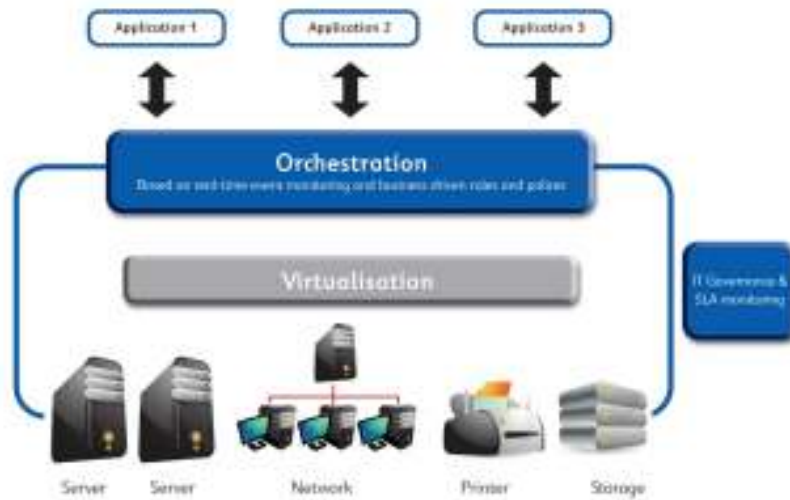 Application 1
Application 2
Application 3
Orchestration
Based on real-time event monitoring and business driven rules and polices
Virtualisation
IT Governance &
SLA monitoring
Server
Server
Network
Printer
Storage